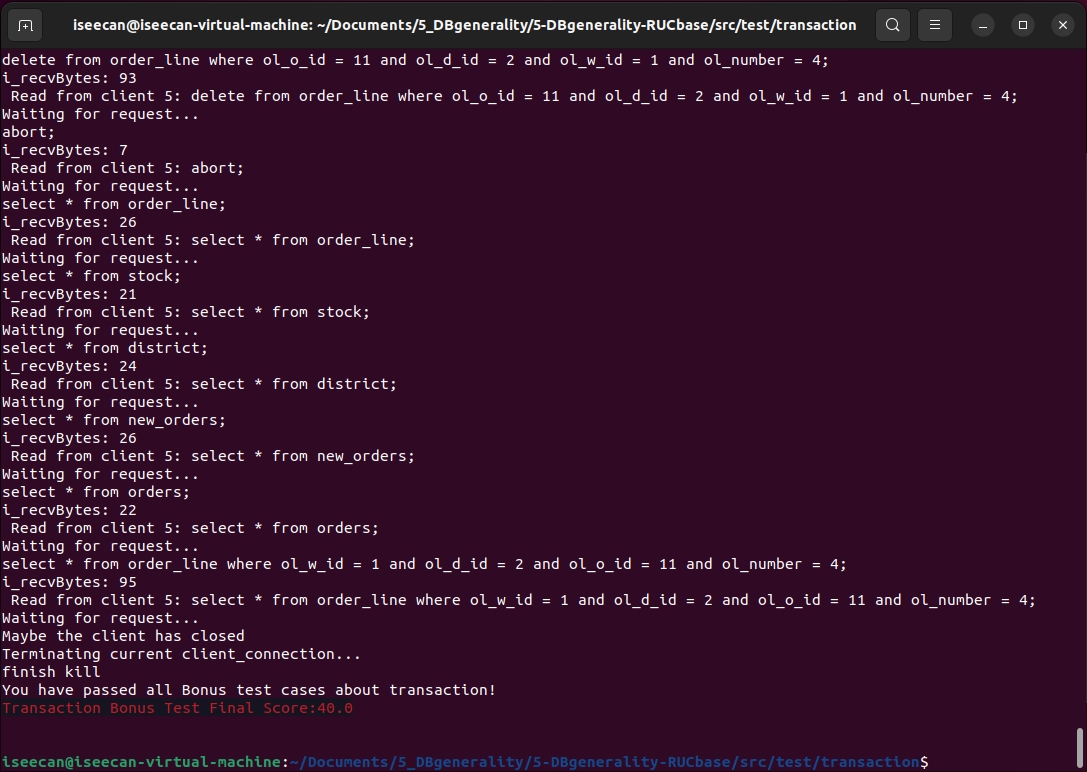 iseecan@iseecan-virtual-machine: ~/Documents/5_DBgenerality/5-DBgenerality-RUCbase/src/test/transaction
delete from order_line where ol_o_id = 11 and ol_d_id = 2 and ol_w_id = 1 and ol_number = 4;
i_recvBytes: 93
 Read from client 5: delete from order_line where ol_o_id = 11 and ol_d_id = 2 and ol_w_id = 1 and ol_number = 4;
Waiting for request...
abort;
i_recvBytes: 7
 Read from client 5: abort;
Waiting for request...
select * from order_line;
i_recvBytes: 26
 Read from client 5: select * from order_line;
Waiting for request...
select * from stock;
i_recvBytes: 21
 Read from client 5: select * from stock;
Waiting for request...
select * from district;
i_recvBytes: 24
 Read from client 5: select * from district;
Waiting for request...
select * from new_orders;
i_recvBytes: 26
 Read from client 5: select * from new_orders;
Waiting for request...
select * from orders;
i_recvBytes: 22
 Read from client 5: select * from orders;
Waiting for request...
select * from order_line where ol_w_id = 1 and ol_d_id = 2 and ol_o_id = 11 and ol_number = 4;
i_recvBytes: 95
 Read from client 5: select * from order_line where ol_w_id = 1 and ol_d_id = 2 and ol_o_id = 11 and ol_number = 4;
Waiting for request...
Maybe the client has closed
Terminating current client_connection...
finish kill
You have passed all Bonus test cases about transaction!
Transaction Bonus Test Final Score:40.0
iseecan@iseecan-virtual-machine:~/Documents/5_DBgenerality/5-DBgenerality-RUCbase/src/test/transaction$